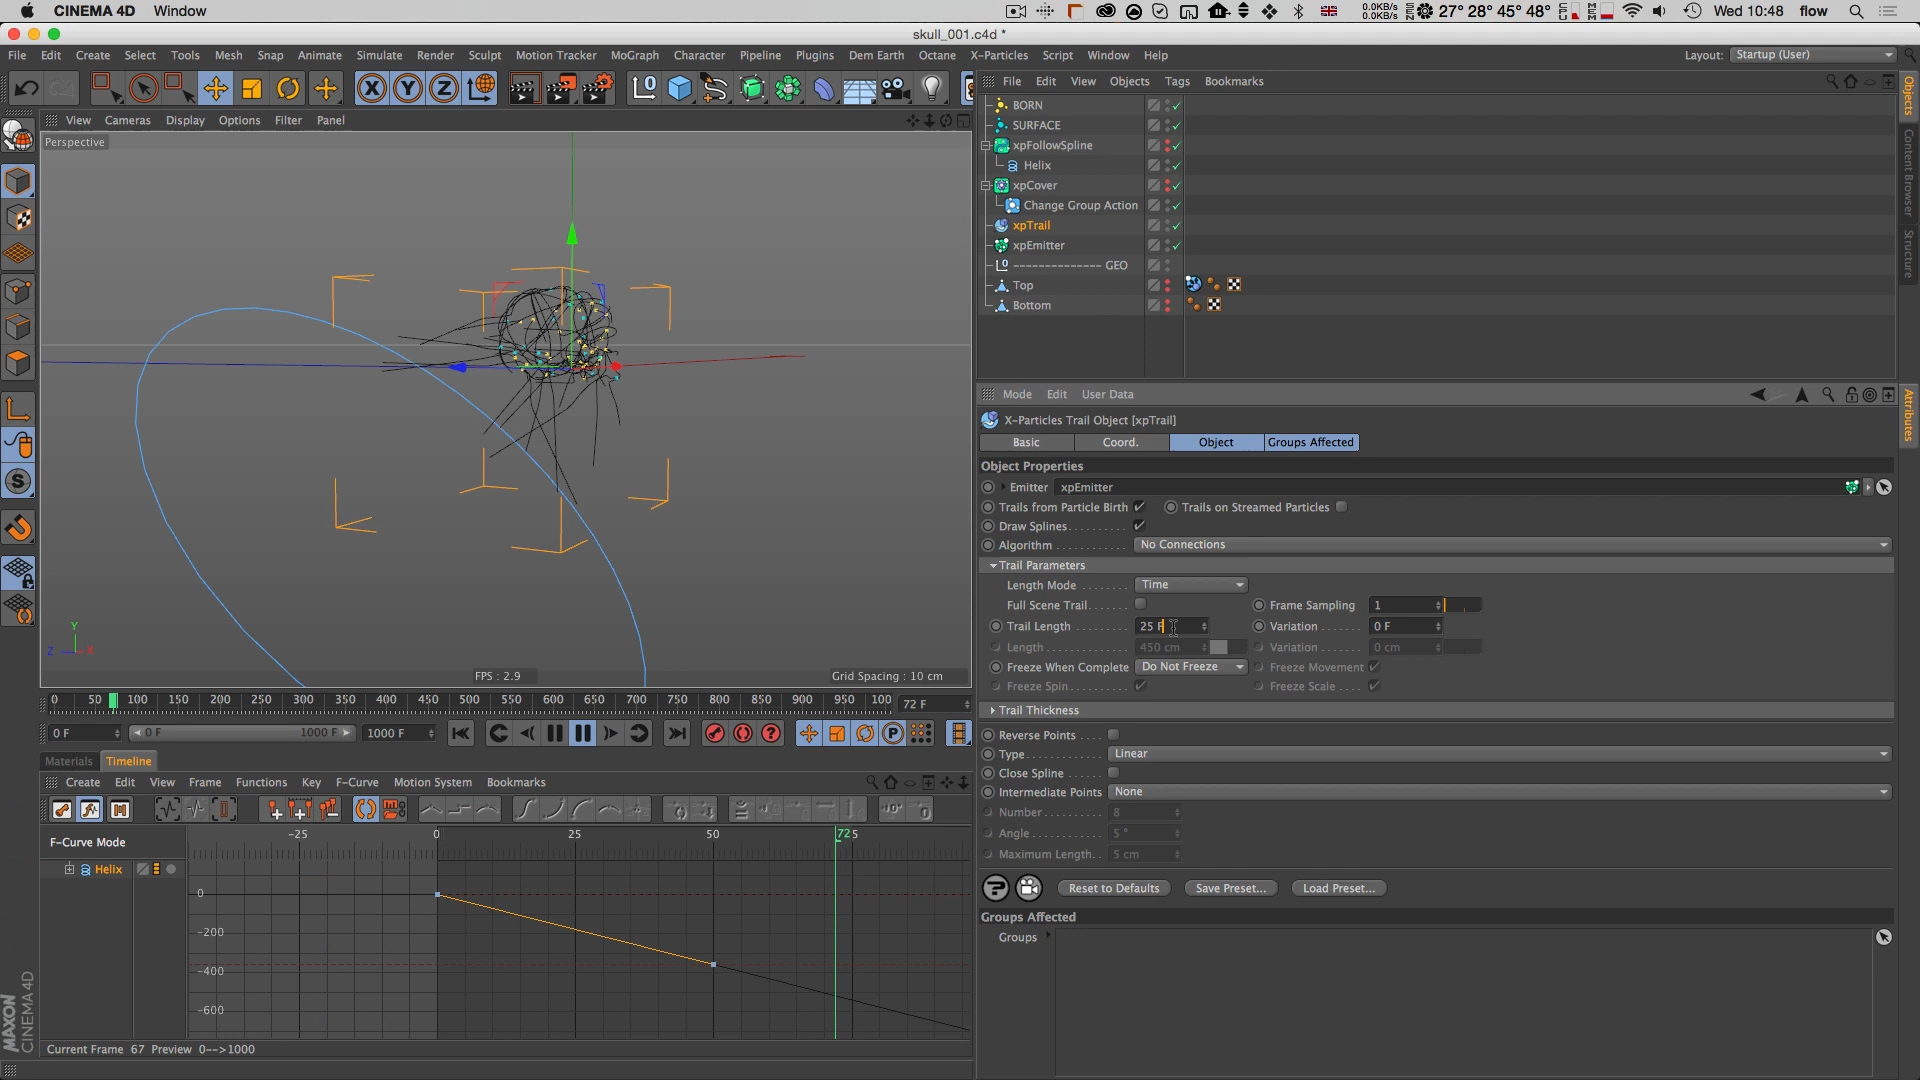 CINEMA 4D Window
0.0KB/s
0.0KB/s
27° 28° 45° 48°
Wed 10:48 flow
skull_001.c4d *
File Edit Create Select Tools Mesh Snap Animate Simulate Render Sculpt Motion Tracker MoGraph Character Pipeline Plugins Dem Earth Octane X-Particles Script Window Help
Layout: Startup (User)
File Edit View Objects Tags Bookmarks
View Cameras Display Options Filter Panel
Perspective
BORN
SURFACE
xpFollowSpline
Helix
xpCover
Change Group Action
xpTrail
xpEmitter
-------------- GEO
Top
Bottom
Objects
Content Browser
Structure
Attributes
Mode Edit User Data
X-Particles Trail Object [xpTrail]
Basic Coord. Object Groups Affected
Object Properties
Emitter xpEmitter
Trails from Particle Birth Trails on Streamed Particles
Draw Splines
Algorithm No Connections
Trail Parameters
Length Mode Time
Full Scene Trail Frame Sampling 1
Trail Length 25 F Variation 0 F
Length 450 cm Variation 0 cm
Freeze When Complete Do Not Freeze Freeze Movement
Freeze Spin Freeze Scale
Trail Thickness
Reverse Points
Type Linear
Close Spline
Intermediate Points None
Number 8
Angle 5 °
Maximum Length 5 cm
Reset to Defaults Save Preset... Load Preset...
Groups Affected
Groups
Y
Z X
FPS : 2.9
Grid Spacing : 10 cm
0 50 100 150 200 250 300 350 400 450 500 550 600 650 700 750 800 850 900 950 100 72 F
0 F 0 F 1000 F 1000 F
Materials Timeline
Create Edit View Frame Functions Key F-Curve Motion System Bookmarks
F-Curve Mode
-25 0 25 50 72 5
Helix
0
-200
-400
-600
MAXON
CINEMA 4D
Current Frame 67 Preview 0-->1000